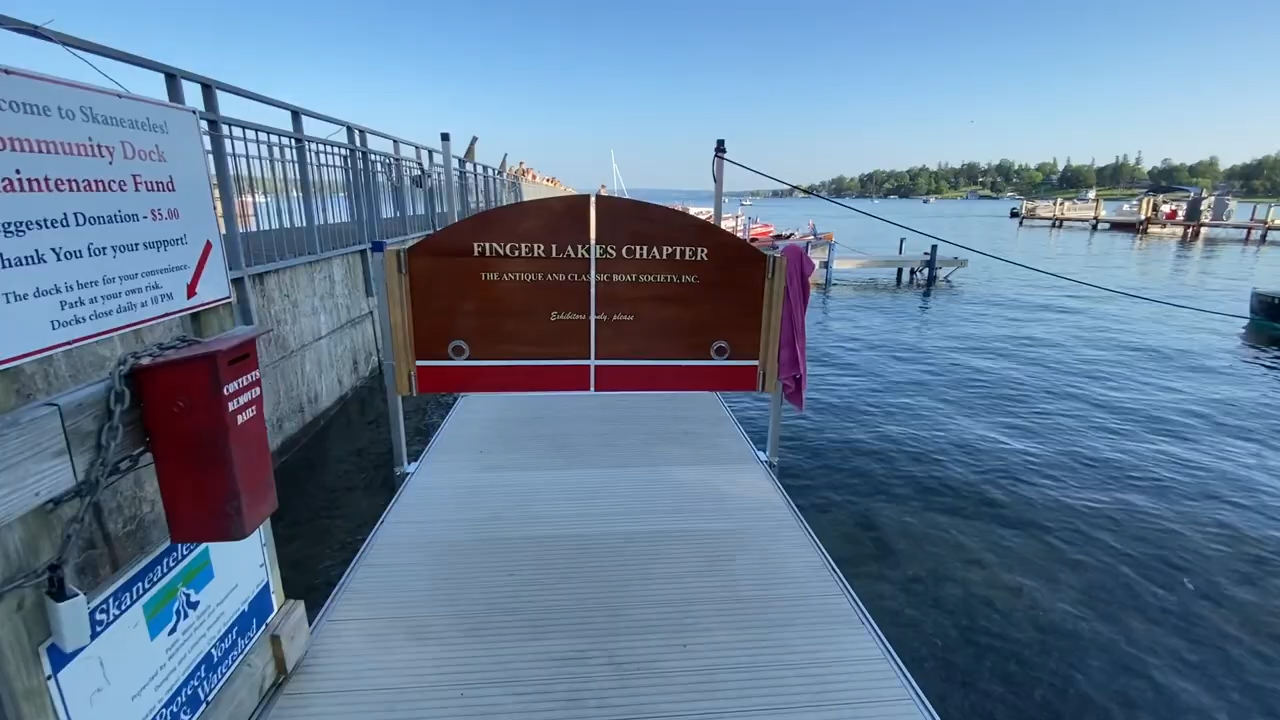 come to Skaneateles!
ommunity Dock
aintenance Fund
ggested Donation - $5.00
hank You for your support!
The dock is here for your convenience.
Park at your own risk.
Docks close daily at 10 PM
CONTENTS
REMOVED
DAILY
Skaneateles
Protect Your
& Watershed
FINGER LAKES CHAPTER
THE ANTIQUE AND CLASSIC BOAT SOCIETY, INC.
Exhibitors only, please